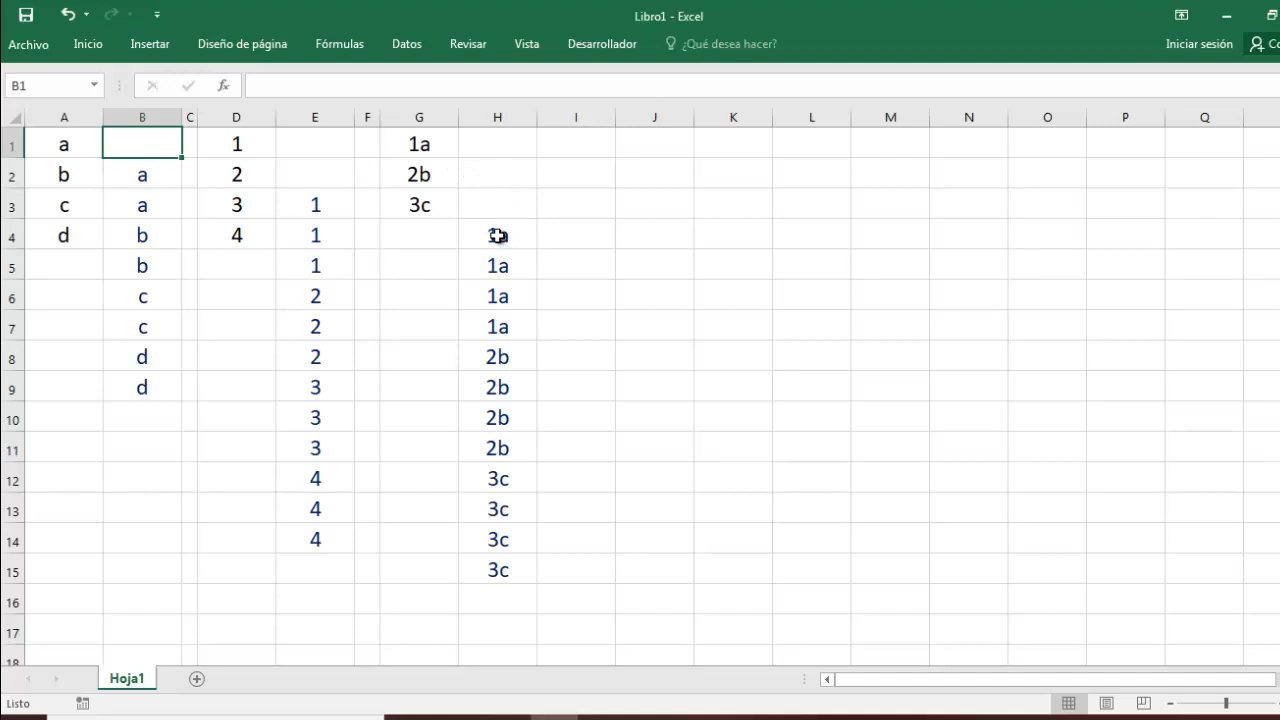 Libro1 - Excel
Archivo Inicio Insertar Diseño de página Fórmulas Datos Revisar Vista Desarrollador ¿Qué desea hacer? Iniciar sesión Co
B1 fx
A B C D E F G H I J K L M N O P Q
1 a 1 1a
2 b a 2 2b
3 c a 3 1 3c
4 d b 4 1
5 b 1 1a
6 c 2 1a
7 c 2 1a
8 d 2 2b
9 d 3 2b
10 3 2b
11 3 2b
12 4 3c
13 4 3c
14 4 3c
15 3c
16
17
18
Hoja1
Listo